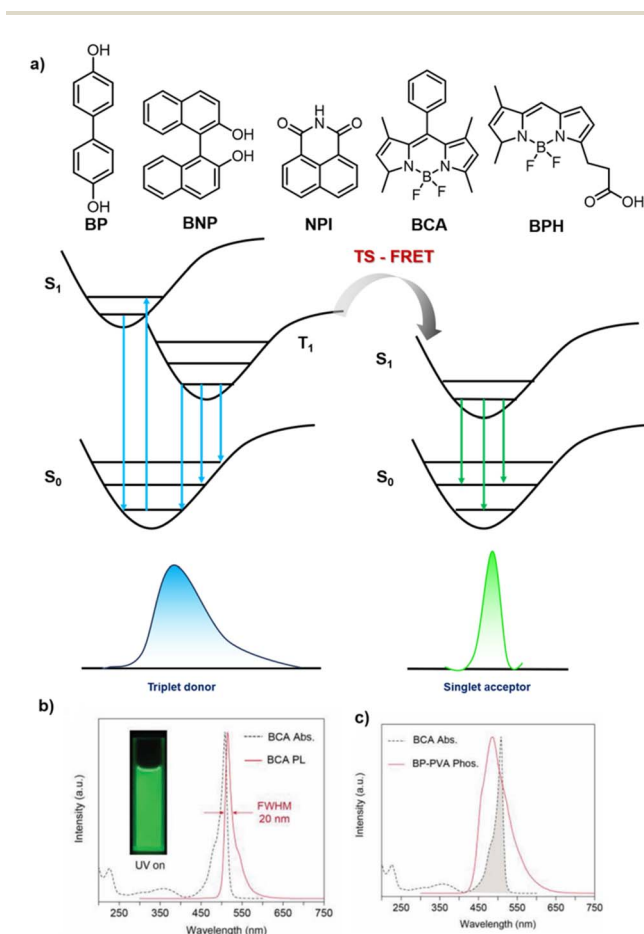 a)
OH
OH
BP
OH
OH
BNP
H
N
O
O
NPI
N
N
B
F
F
BCA
N
N
B
F
F
O
OH
BPH
TS - FRET
S1
T1
S1
S0
S0
Triplet donor
Singlet acceptor
b)
Intensity (a.u.)
BCA Abs.
BCA PL
FWHM
20 nm
UV on
250 350 450 550 650 750
Wavelength (nm)
c)
Intensity (a.u.)
BCA Abs.
BP-PVA Phos.
250 350 450 550 650 750
Wavelength (nm)